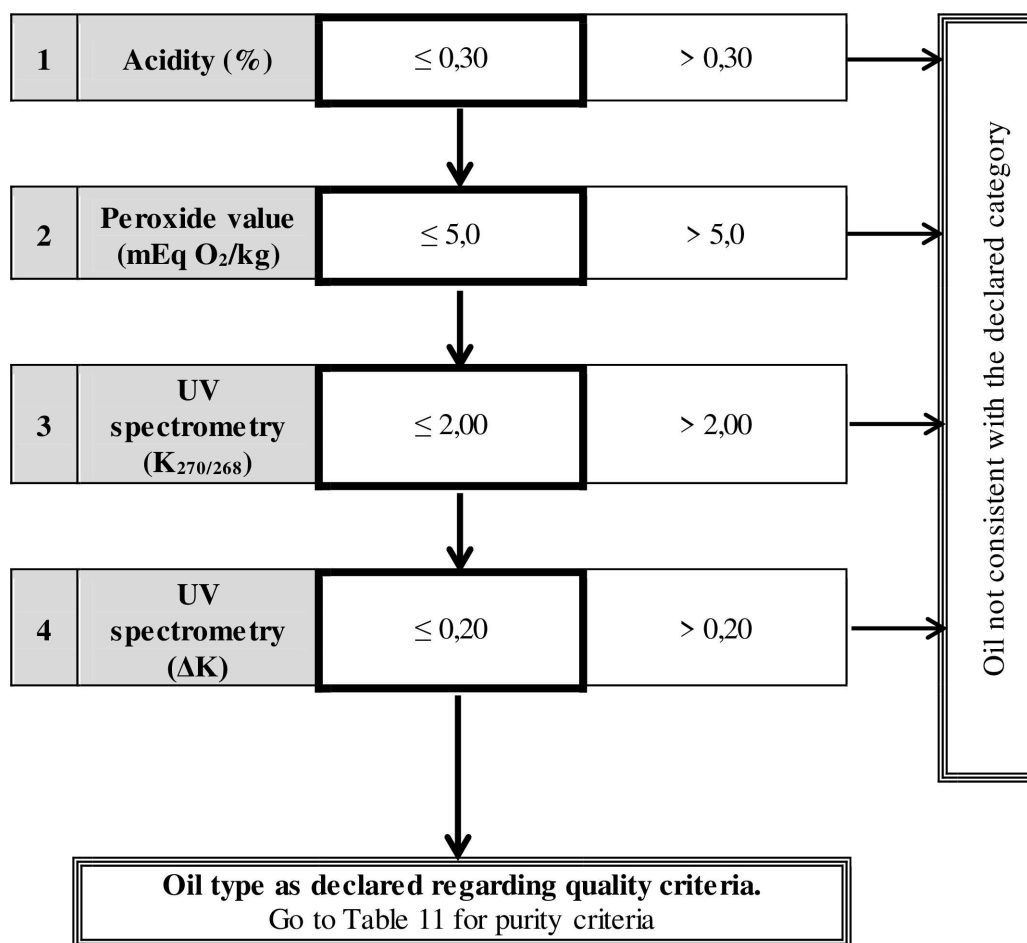 1 Acidity (%) ≤ 0,30 > 0,30
2 Peroxide value (mEq O₂/kg) ≤ 5,0 > 5,0
3 UV spectrometry (K₂₇₀/₂₆₈) ≤ 2,00 > 2,00
4 UV spectrometry (ΔK) ≤ 0,20 > 0,20
Oil not consistent with the declared category
Oil type as declared regarding quality criteria.
Go to Table 11 for purity criteria